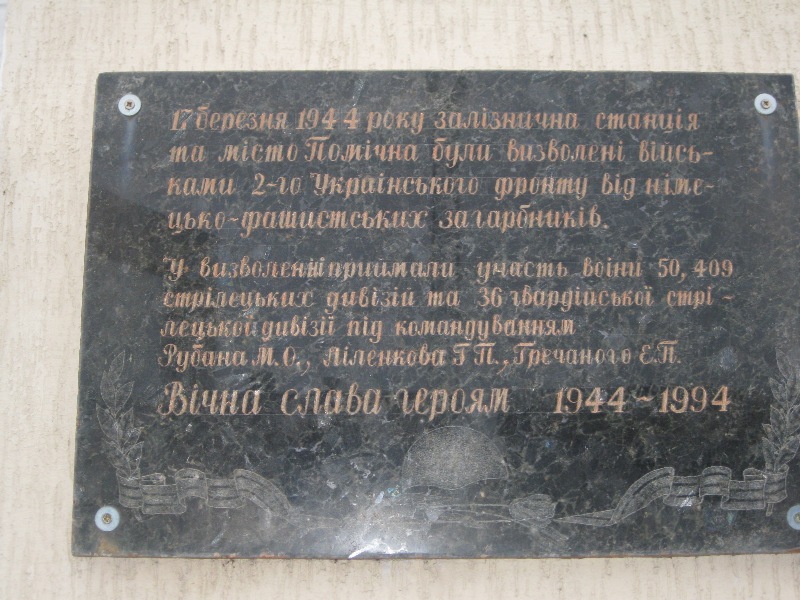 17 березня 1944 року залізнична станція
та місто Помічна були визволені військ-
ками 2-го Українського фронту від німе-
цько-фашистських загарбників.
У визволенні приймали участь воїни 50, 409
стрілецьких дивізій та 36 гвардійської стрі-
лецької дивізії під командуванням
Рубана М.О., Ліленкова Г.П., Гречаного Є.П.
Вічна слава героям 1944-1994